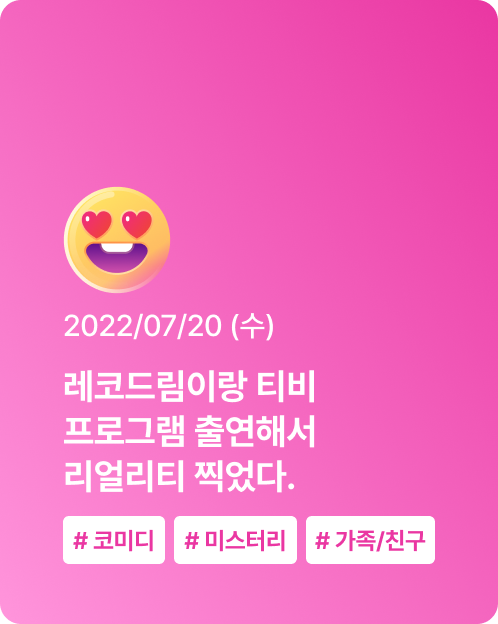 2022/07/20 (수)
레코드림이랑 티비
프로그램 출연해서
리얼리티 찍었다.
# 코미디 # 미스터리 # 가족/친구